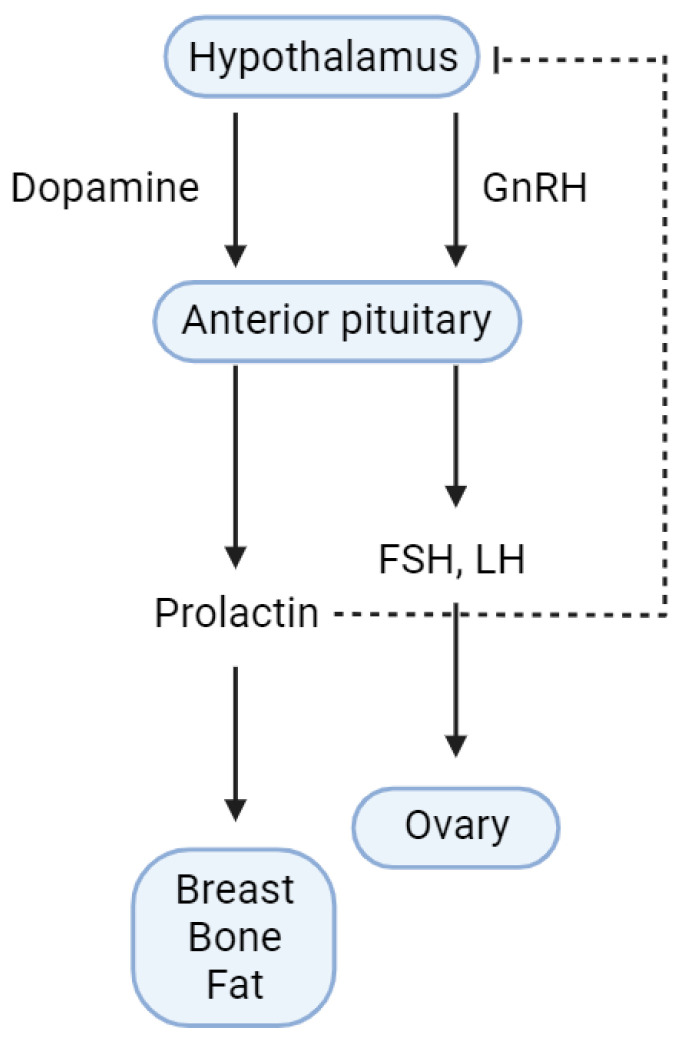 Hypothalamus
Dopamine
GnRH
Anterior pituitary
FSH, LH
Prolactin
Ovary
Breast
Bone
Fat